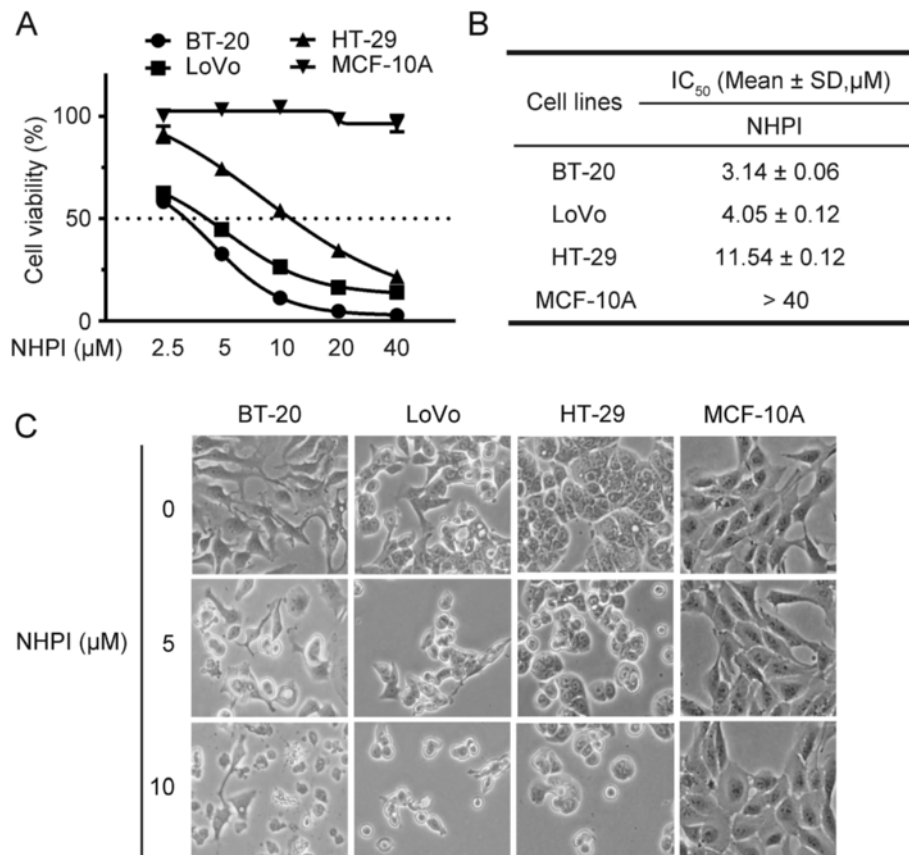 A
BT-20 HT-29
LoVo MCF-10A
Cell viability (%)
100
50
0
NHPI (µM) 2.5 5 10 20 40
B
Cell lines IC50 (Mean ± SD,µM)
NHPI
BT-20 3.14 ± 0.06
LoVo 4.05 ± 0.12
HT-29 11.54 ± 0.12
MCF-10A > 40
C
BT-20 LoVo HT-29 MCF-10A
NHPI (µM)
0
5
10